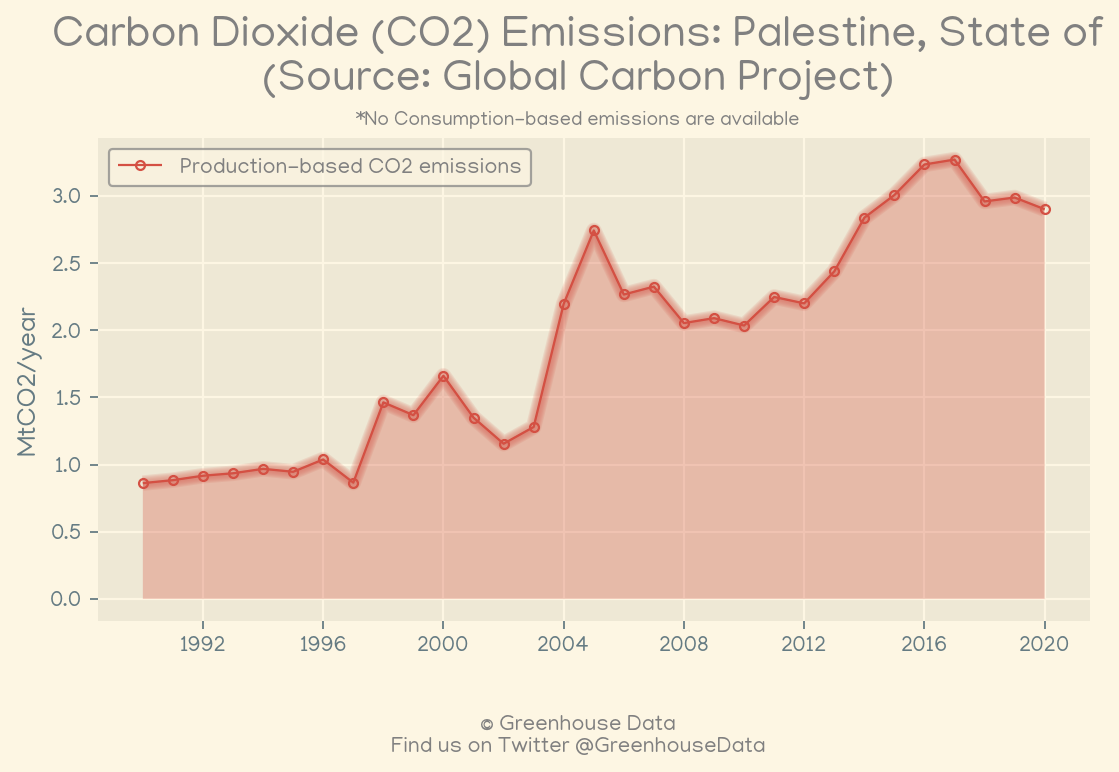 Carbon Dioxide (CO2) Emissions: Palestine, State of
(Source: Global Carbon Project)
*No Consumption-based emissions are available
Production-based CO2 emissions
MtCO2/year
3.0
2.5
2.0
1.5
1.0
0.5
0.0
1992 1996 2000 2004 2008 2012 2016 2020
© Greenhouse Data
Find us on Twitter @GreenhouseData